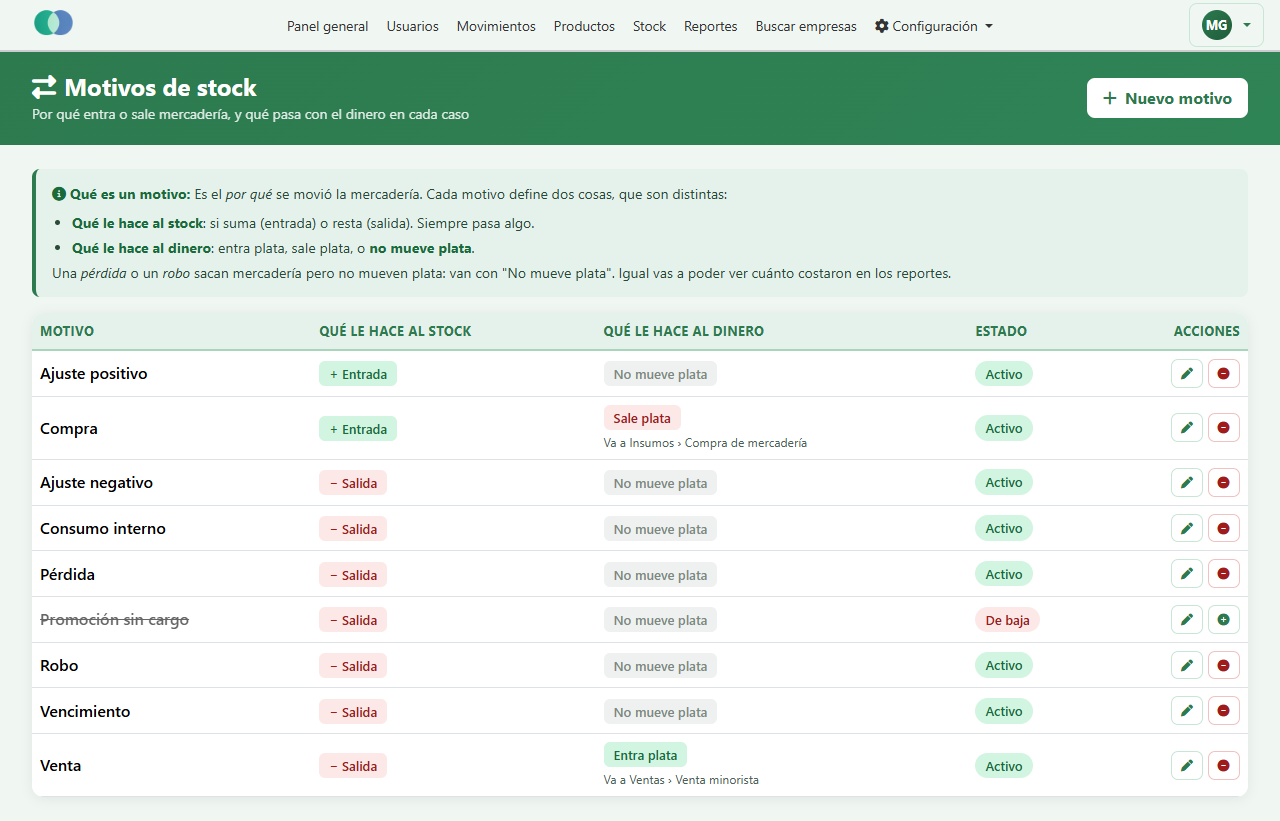 Panel general Usuarios Movimientos Productos Stock Reportes Buscar empresas Configuración MG
Motivos de stock
Por qué entra o sale mercadería, y qué pasa con el dinero en cada caso
+ Nuevo motivo
Qué es un motivo: Es el por qué se movió la mercadería. Cada motivo define dos cosas, que son distintas:
• Qué le hace al stock: si suma (entrada) o resta (salida). Siempre pasa algo.
• Qué le hace al dinero: entra plata, sale plata, o no mueve plata.
Una pérdida o un robo sacan mercadería pero no mueven plata: van con "No mueve plata". Igual vas a poder ver cuánto costaron en los reportes.
MOTIVO QUÉ LE HACE AL STOCK QUÉ LE HACE AL DINERO ESTADO ACCIONES
Ajuste positivo + Entrada No mueve plata Activo
Compra + Entrada Sale plata Activo
Va a Insumos › Compra de mercadería
Ajuste negativo − Salida No mueve plata Activo
Consumo interno − Salida No mueve plata Activo
Pérdida − Salida No mueve plata Activo
Promoción sin cargo − Salida No mueve plata De baja
Robo − Salida No mueve plata Activo
Vencimiento − Salida No mueve plata Activo
Venta − Salida Entra plata Activo
Va a Ventas › Venta minorista